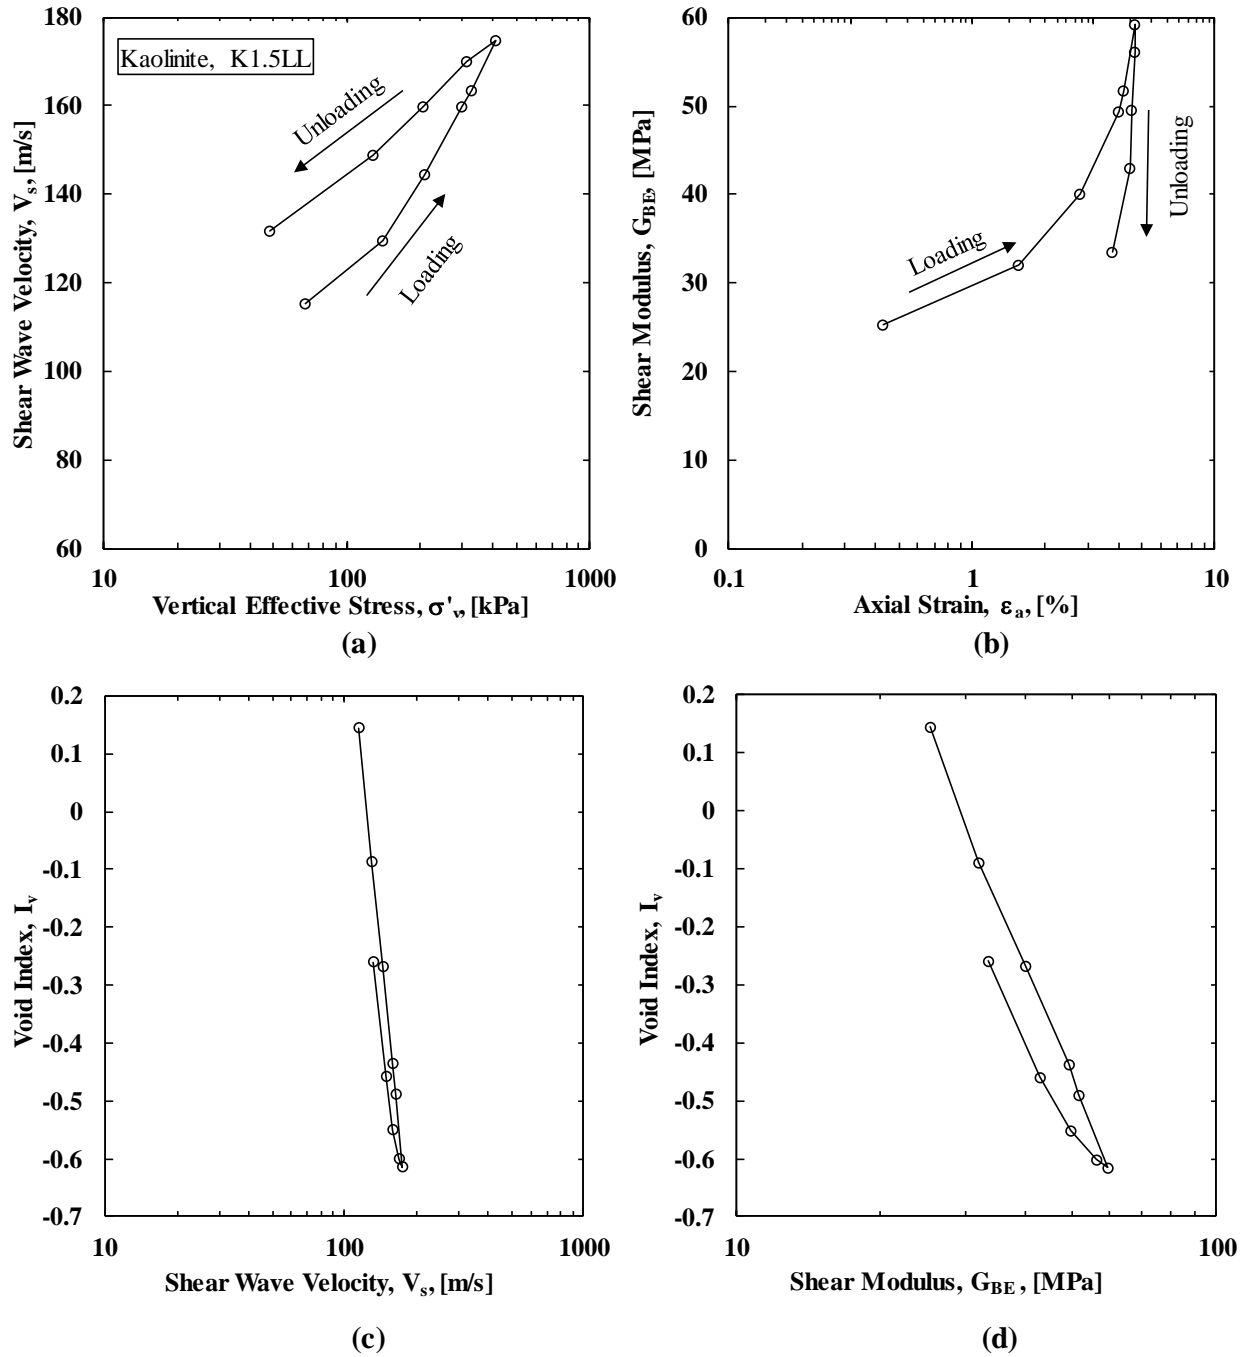 Kaolinite, K1.5LL
Unloading
Loading
180
160
140
120
100
80
60
10
100
1000
Shear Wave Velocity, Vs, [m/s]
Vertical Effective Stress, σ'v, [kPa]
(a)
Loading
Unloading
60
50
40
30
20
10
0
0.1
1
10
Shear Modulus, GBE, [MPa]
Axial Strain, εa, [%]
(b)
0.2
0.1
0
-0.1
-0.2
-0.3
-0.4
-0.5
-0.6
-0.7
10
100
1000
Void Index, Iv
Shear Wave Velocity, Vs, [m/s]
(c)
0.2
0.1
0
-0.1
-0.2
-0.3
-0.4
-0.5
-0.6
-0.7
10
100
Void Index, Iv
Shear Modulus, GBE, [MPa]
(d)